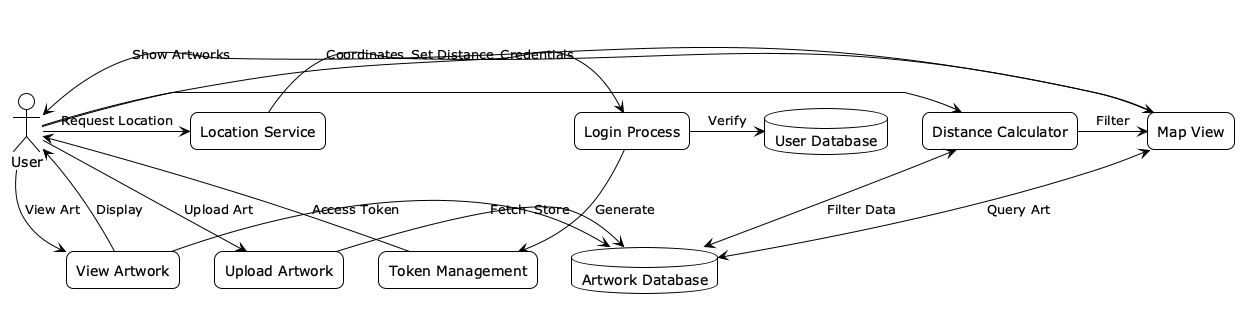 Show Artworks
Coordinates
Set Distance
Credentials
Request Location
Location Service
Login Process
Verify
User Database
Distance Calculator
Filter
Map View
User
View Art
Display
Upload Art
Access Token
Fetch
Store
Generate
Filter Data
Query Art
View Artwork
Upload Artwork
Token Management
Artwork Database